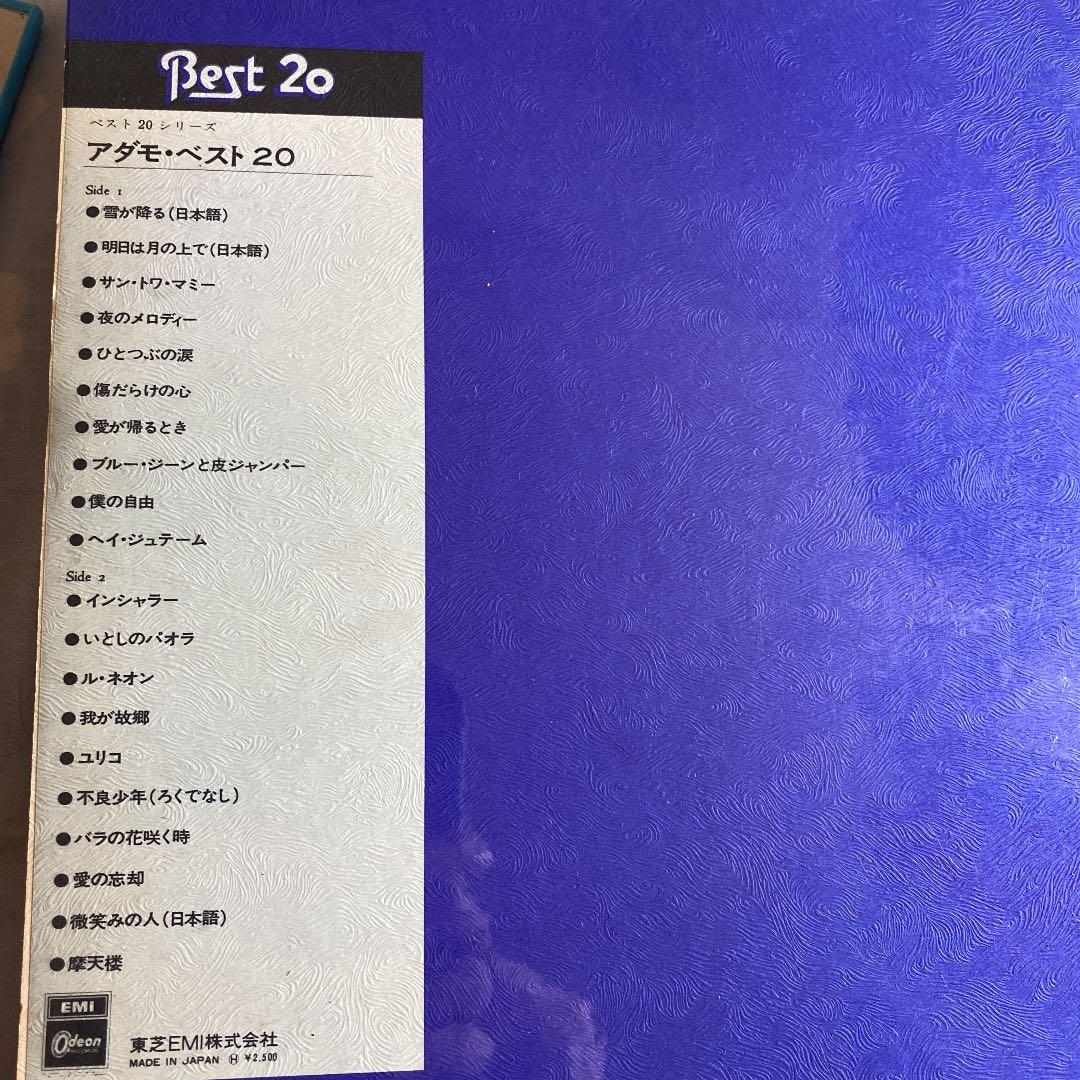 Best 20
ベスト20シリーズ
アダモ・ベスト20
Side 1
●雪が降る(日本語)
●明日は月の上で(日本語)
●サン・トワ・マミー
●夜のメロディー
●ひとつぶの涙
●傷だらけの心
●愛が帰るとき
●ブルー・ジーンと皮ジャンパー
●僕の自由
●ヘイ・ジュテーム
Side 2
●インシャラー
●いとしのパオラ
●ル・ネオン
●我が故郷
●ユリコ
●不良少年(ろくでなし)
●バラの花咲く時
●愛の忘却
●微笑みの人(日本語)
●摩天楼
EMI
Odeon
東芝EMI株式会社
MADE IN JAPAN Ⓗ ¥2,500